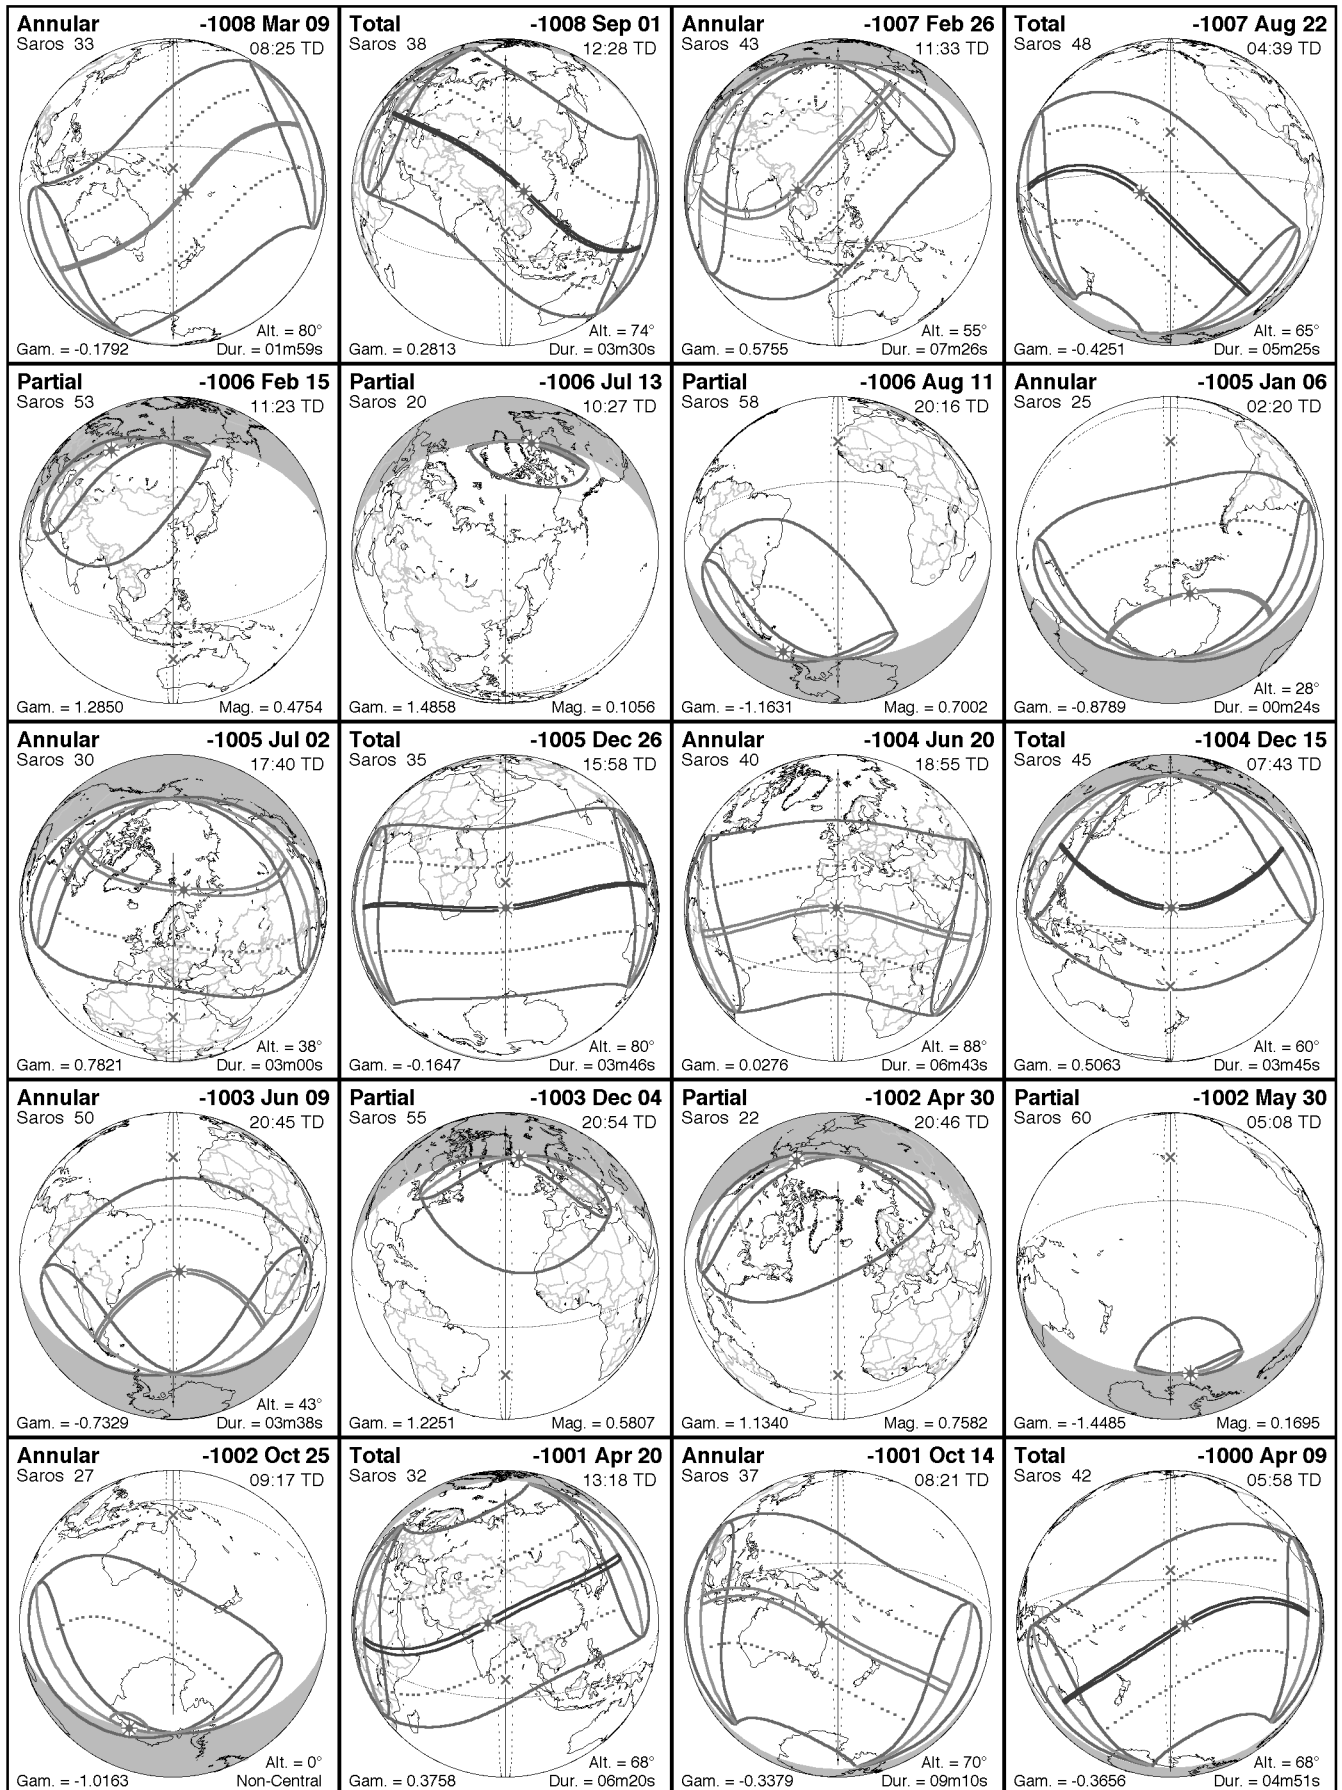 Annular -1008 Mar 09
Saros 33 08:25 TD
Alt. = 80°
Gam. = -0.1792 Dur. = 01m59s
Total -1008 Sep 01
Saros 38 12:28 TD
Alt. = 74°
Gam. = 0.2813 Dur. = 03m30s
Annular -1007 Feb 26
Saros 43 11:33 TD
Alt. = 55°
Gam. = 0.5755 Dur. = 07m26s
Total -1007 Aug 22
Saros 48 04:39 TD
Alt. = 65°
Gam. = -0.4251 Dur. = 05m25s
Partial -1006 Feb 15
Saros 53 11:23 TD
Gam. = 1.2850 Mag. = 0.4754
Partial -1006 Jul 13
Saros 20 10:27 TD
Gam. = 1.4858 Mag. = 0.1056
Partial -1006 Aug 11
Saros 58 20:16 TD
Gam. = -1.1631 Mag. = 0.7002
Annular -1005 Jan 06
Saros 25 02:20 TD
Alt. = 28°
Gam. = -0.8789 Dur. = 00m24s
Annular -1005 Jul 02
Saros 30 17:40 TD
Alt. = 38°
Gam. = 0.7821 Dur. = 03m00s
Total -1005 Dec 26
Saros 35 15:58 TD
Alt. = 80°
Gam. = -0.1647 Dur. = 03m46s
Annular -1004 Jun 20
Saros 40 18:55 TD
Alt. = 88°
Gam. = 0.0276 Dur. = 06m43s
Total -1004 Dec 15
Saros 45 07:43 TD
Alt. = 60°
Gam. = 0.5063 Dur. = 03m45s
Annular -1003 Jun 09
Saros 50 20:45 TD
Alt. = 43°
Gam. = -0.7329 Dur. = 03m38s
Partial -1003 Dec 04
Saros 55 20:54 TD
Gam. = 1.2251 Mag. = 0.5807
Partial -1002 Apr 30
Saros 22 20:46 TD
Gam. = 1.1340 Mag. = 0.7582
Partial -1002 May 30
Saros 60 05:08 TD
Gam. = -1.4485 Mag. = 0.1695
Annular -1002 Oct 25
Saros 27 09:17 TD
Alt. = 0°
Gam. = -1.0163 Non-Central
Total -1001 Apr 20
Saros 32 13:18 TD
Alt. = 68°
Gam. = 0.3758 Dur. = 06m20s
Annular -1001 Oct 14
Saros 37 08:21 TD
Alt. = 70°
Gam. = -0.3379 Dur. = 09m10s
Total -1000 Apr 09
Saros 42 05:58 TD
Alt. = 68°
Gam. = -0.3656 Dur. = 04m51s